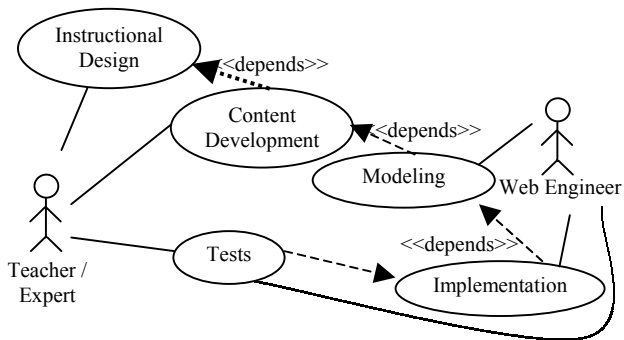 Instructional
Design
<<depends>>
Content
Development
<<depends>>
Modeling
Web Engineer
Teacher /
Expert
Tests
<<depends>>
Implementation